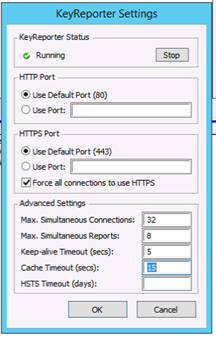 KeyReporter Settings
KeyReporter Status
Running
Stop
HTTP Port
Use Default Port (80)
Use Port:
HTTPS Port
Use Default Port (443)
Use Port:
Force all connections to use HTTPS
Advanced Settings
Max. Simultaneous Connections: 32
Max. Simultaneous Reports: 8
Keep-alive Timeout (secs): 5
Cache Timeout (secs): 15
HSTS Timeout (days):
OK Cancel